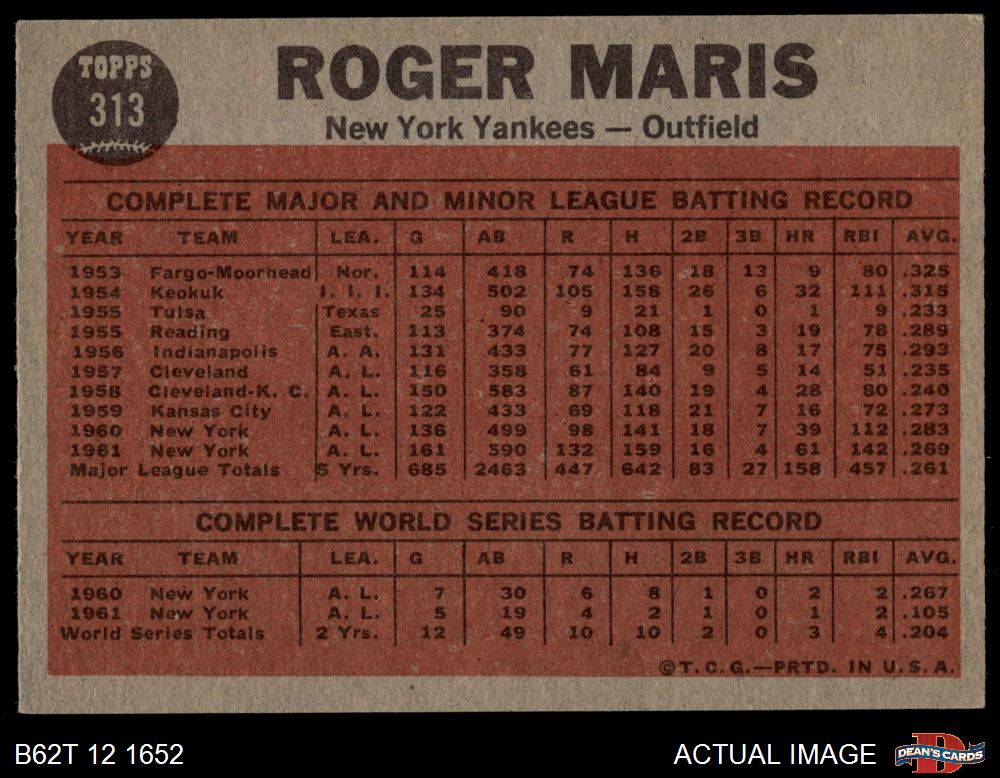 TOPPS
313
ROGER MARIS
New York Yankees — Outfield
COMPLETE MAJOR AND MINOR LEAGUE BATTING RECORD
YEAR TEAM LEA. G AB R H 2B 3B HR RBI AVG.
1953 Fargo-Moorhead Nor. 114 418 74 136 18 13 9 80 .325
1954 Keokuk I. I. I. 134 502 105 158 26 6 32 111 .315
1955 Tulsa Texas 25 90 9 21 1 0 1 9 .233
1955 Reading East. 113 374 74 108 15 3 19 78 .289
1956 Indianapolis A. A. 131 433 77 127 20 8 17 75 .293
1957 Cleveland A. L. 116 358 61 84 9 5 14 51 .235
1958 Cleveland-K. C. A. L. 150 583 87 140 19 4 28 80 .240
1959 Kansas City A. L. 122 433 69 118 21 7 16 72 .273
1960 New York A. L. 136 499 98 141 18 7 39 112 .283
1961 New York A. L. 161 590 132 159 16 4 61 142 .269
Major League Totals 5 Yrs. 685 2463 447 642 83 27 158 457 .261
COMPLETE WORLD SERIES BATTING RECORD
YEAR TEAM LEA. G AB R H 2B 3B HR RBI AVG.
1960 New York A. L. 7 30 6 8 1 0 2 2 .267
1961 New York A. L. 5 19 4 2 1 0 1 2 .105
World Series Totals 2 Yrs. 12 49 10 10 2 0 3 4 .204
©T.C.G.—PRTD. IN U.S.A.
B62T 12 1652
ACTUAL IMAGE
DEAN'S CARDS